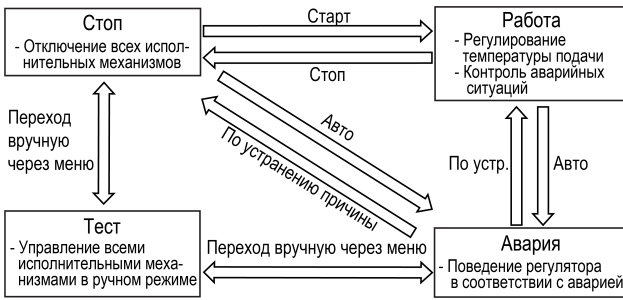 Стоп
- Отключение всех испол-
нительных механизмов
Старт
Стоп
Работа
- Регулирование
температуры подачи
- Контроль аварийных
ситуаций
Переход
вручную
через меню
Авто
По устранению причины
По устр.
Авто
Тест
- Управление всеми
исполнительными меха-
низмами в ручном режиме
Переход вручную через меню
Авария
- Поведение регулятора
в соответствии с аварией